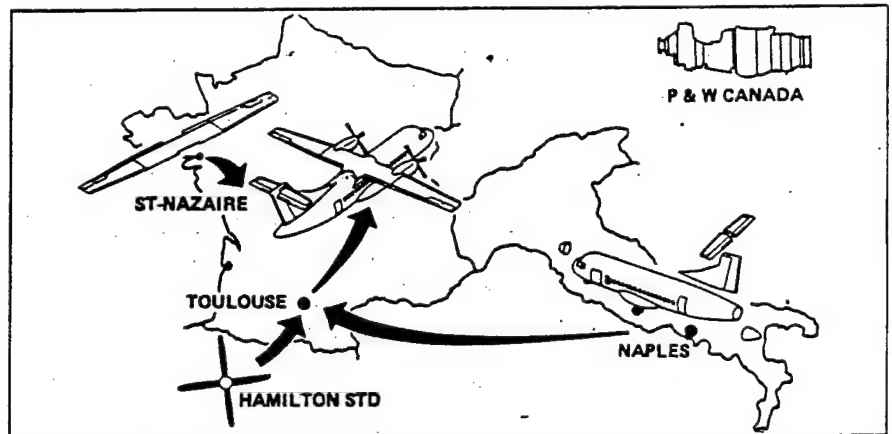 P & W CANADA
ST-NAZAIRE
TOULOUSE
NAPLES
HAMILTON STD